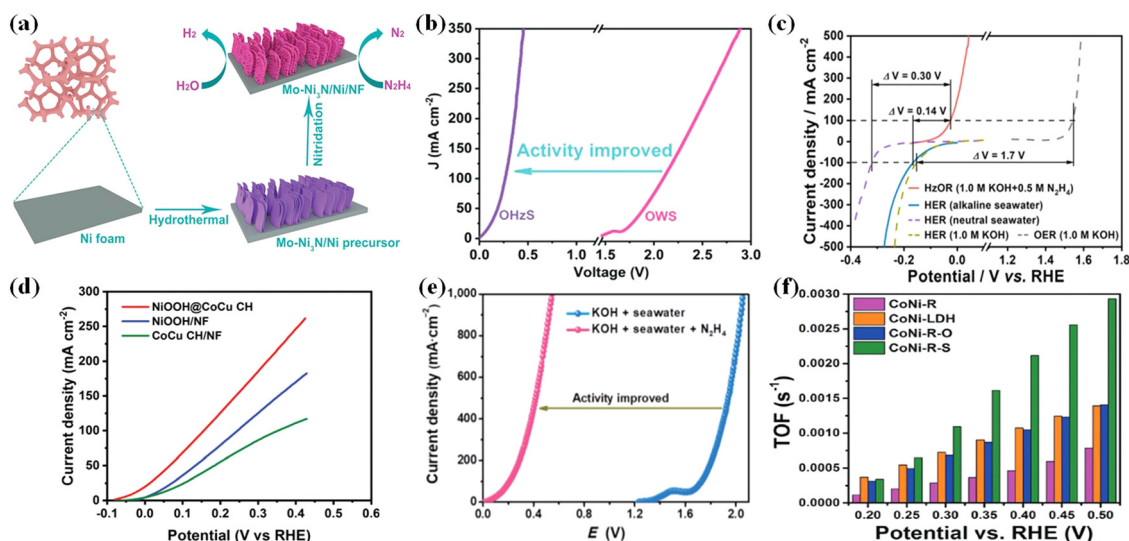 (a)
H₂
N₂
H₂O
N₂H₄
Mo-Ni₃N/Ni/NF
Nitridation
Ni foam
Hydrothermal
Mo-Ni₃N/Ni precursor
(b)
350
300
250
200
150
100
50
0
J (mA cm⁻²)
Activity improved
OHzS
OWS
0.0
0.5
1.0
1.5
2.0
2.5
3.0
Voltage (V)
(c)
500
400
300
200
100
0
-100
-200
-300
-400
-500
Current density / mA cm⁻²
ΔV = 0.30 V
ΔV = 0.14 V
ΔV = 1.7 V
HzOR (1.0 M KOH+0.5 M N₂H₄)
HER (alkaline seawater)
HER (neutral seawater)
HER (1.0 M KOH)
OER (1.0 M KOH)
-0.4
-0.2
0.0
1.2
1.4
1.6
Potential / V vs. RHE
(d)
300
250
200
150
100
50
0
Current density (mA cm⁻²)
NiOOH@CoCu CH
NiOOH/NF
CoCu CH/NF
-0.1
0.0
0.1
0.2
0.3
0.4
0.5
0.6
Potential (V vs RHE)
(e)
1,000
800
600
400
200
0
Current density (mA·cm⁻²)
KOH + seawater
KOH + seawater + N₂H₄
Activity improved
0.0
0.4
0.8
1.2
1.6
2.0
E (V)
(f)
0.0030
0.0025
0.0020
0.0015
0.0010
0.0005
0.0000
TOF (s⁻¹)
CoNi-R
CoNi-LDH
CoNi-R-O
CoNi-R-S
0.20
0.25
0.30
0.35
0.40
0.45
0.50
Potential vs. RHE (V)